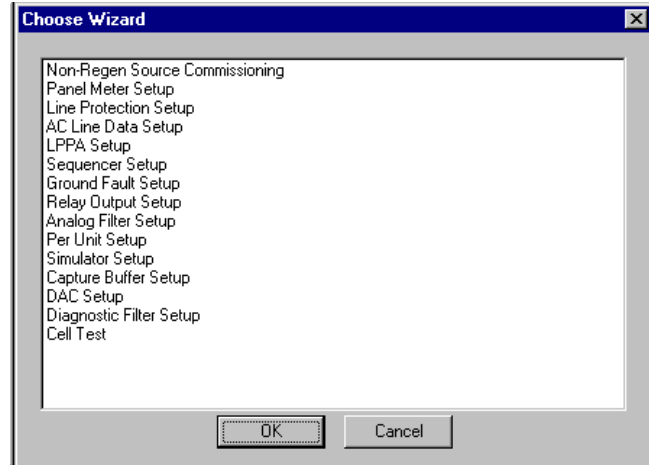 Choose Wizard
Non-Regen Source Commissioning
Panel Meter Setup
Line Protection Setup
AC Line Data Setup
LPPA Setup
Sequencer Setup
Ground Fault Setup
Relay Output Setup
Analog Filter Setup
Per Unit Setup
Simulator Setup
Capture Buffer Setup
DAC Setup
Diagnostic Filter Setup
Cell Test
OK Cancel